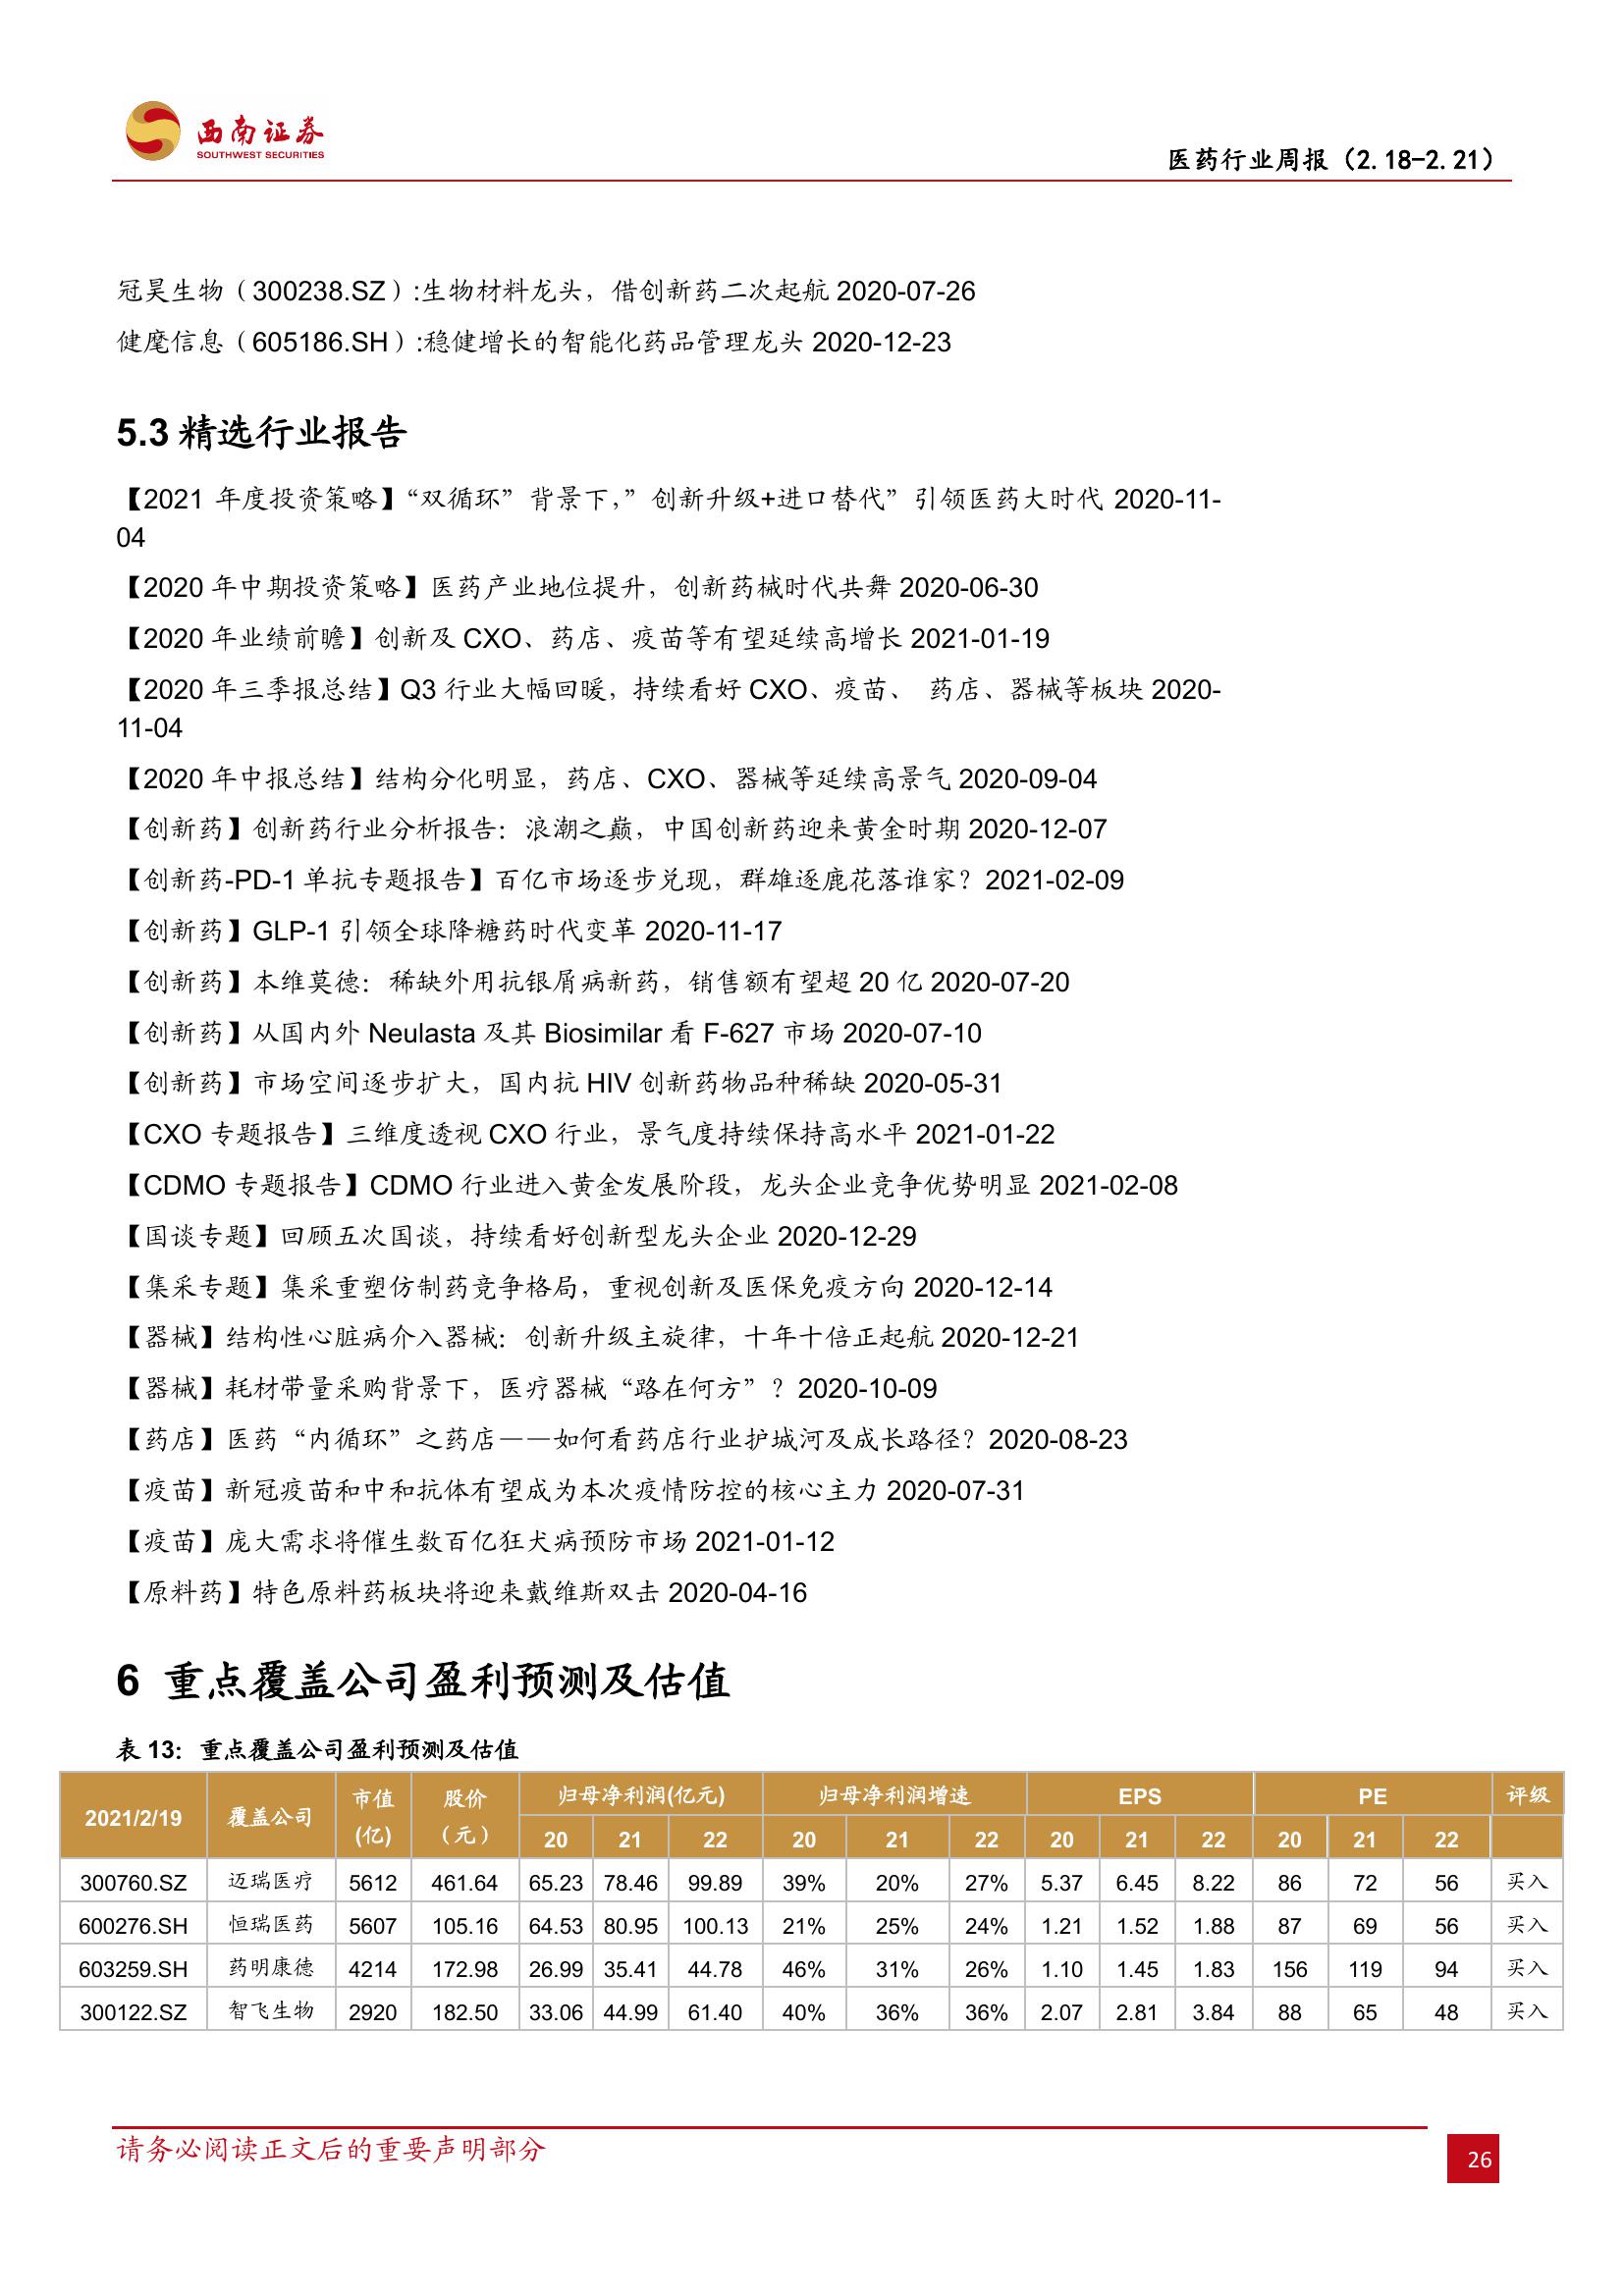 西南证券
SOUTHWEST SECURITIES
医药行业周报（2.18-2.21）
冠昊生物（300238.SZ）:生物材料龙头，借创新药二次起航 2020-07-26
健麾信息（605186.SH）:稳健增长的智能化药品管理龙头 2020-12-23
5.3 精选行业报告
【2021 年度投资策略】“双循环”背景下，”创新升级+进口替代”引领医药大时代 2020-11-
04
【2020 年中期投资策略】医药产业地位提升，创新药械时代共舞 2020-06-30
【2020 年业绩前瞻】创新及 CXO、药店、疫苗等有望延续高增长 2021-01-19
【2020 年三季报总结】Q3 行业大幅回暖，持续看好 CXO、疫苗、 药店、器械等板块 2020-
11-04
【2020 年中报总结】结构分化明显，药店、CXO、器械等延续高景气 2020-09-04
【创新药】创新药行业分析报告：浪潮之巅，中国创新药迎来黄金时期 2020-12-07
【创新药-PD-1 单抗专题报告】百亿市场逐步兑现，群雄逐鹿花落谁家？2021-02-09
【创新药】GLP-1 引领全球降糖药时代变革 2020-11-17
【创新药】本维莫德：稀缺外用抗银屑病新药，销售额有望超 20 亿 2020-07-20
【创新药】从国内外 Neulasta 及其 Biosimilar 看 F-627 市场 2020-07-10
【创新药】市场空间逐步扩大，国内抗 HIV 创新药物品种稀缺 2020-05-31
【CXO 专题报告】三维度透视 CXO 行业，景气度持续保持高水平 2021-01-22
【CDMO 专题报告】CDMO 行业进入黄金发展阶段，龙头企业竞争优势明显 2021-02-08
【国谈专题】回顾五次国谈，持续看好创新型龙头企业 2020-12-29
【集采专题】集采重塑仿制药竞争格局，重视创新及医保免疫方向 2020-12-14
【器械】结构性心脏病介入器械：创新升级主旋律，十年十倍正起航 2020-12-21
【器械】耗材带量采购背景下，医疗器械“路在何方”？2020-10-09
【药店】医药“内循环”之药店——如何看药店行业护城河及成长路径？2020-08-23
【疫苗】新冠疫苗和中和抗体有望成为本次疫情防控的核心主力 2020-07-31
【疫苗】庞大需求将催生数百亿狂犬病预防市场 2021-01-12
【原料药】特色原料药板块将迎来戴维斯双击 2020-04-16
6 重点覆盖公司盈利预测及估值
表 13：重点覆盖公司盈利预测及估值
2021/2/19 覆盖公司 市值(亿) 股价（元） 归母净利润(亿元) 归母净利润增速 EPS PE 评级
20 21 22 20 21 22 20 21 22 20 21 22
300760.SZ 迈瑞医疗 5612 461.64 65.23 78.46 99.89 39% 20% 27% 5.37 6.45 8.22 86 72 56 买入
600276.SH 恒瑞医药 5607 105.16 64.53 80.95 100.13 21% 25% 24% 1.21 1.52 1.88 87 69 56 买入
603259.SH 药明康德 4214 172.98 26.99 35.41 44.78 46% 31% 26% 1.10 1.45 1.83 156 119 94 买入
300122.SZ 智飞生物 2920 182.50 33.06 44.99 61.40 40% 36% 36% 2.07 2.81 3.84 88 65 48 买入
请务必阅读正文后的重要声明部分
26